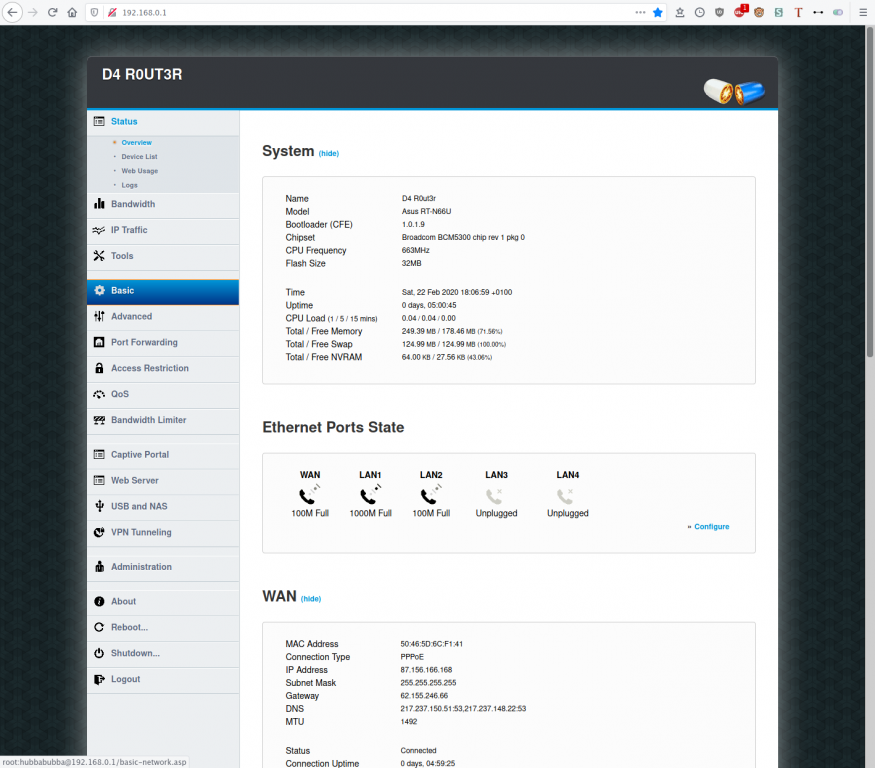 192.168.0.1
1
D4 R0UT3R
Status
Overview
Device List
Web Usage
Logs
Bandwidth
IP Traffic
Tools
Basic
Advanced
Port Forwarding
Access Restriction
QoS
Bandwidth Limiter
Captive Portal
Web Server
USB and NAS
VPN Tunneling
Administration
About
Reboot...
Shutdown...
Logout
System (hide)
Name D4 R0ut3r
Model Asus RT-N66U
Bootloader (CFE) 1.0.1.9
Chipset Broadcom BCM5300 chip rev 1 pkg 0
CPU Frequency 663MHz
Flash Size 32MB
Time Sat, 22 Feb 2020 18:06:59 +0100
Uptime 0 days, 05:00:45
CPU Load (1 / 5 / 15 mins) 0.04 / 0.04 / 0.00
Total / Free Memory 249.39 MB / 178.46 MB (71.56%)
Total / Free Swap 124.99 MB / 124.99 MB (100.00%)
Total / Free NVRAM 64.00 KB / 27.56 KB (43.06%)
Ethernet Ports State
WAN LAN1 LAN2 LAN3 LAN4
100M Full 1000M Full 100M Full Unplugged Unplugged
» Configure
WAN (hide)
MAC Address 50:46:5D:6C:F1:41
Connection Type PPPoE
IP Address 87.156.166.168
Subnet Mask 255.255.255.255
Gateway 62.155.246.66
DNS 217.237.150.51:53,217.237.148.22:53
MTU 1492
Status Connected
Connection Uptime 0 days, 04:59:25
root:hubbabubba@192.168.0.1/basic-network.asp